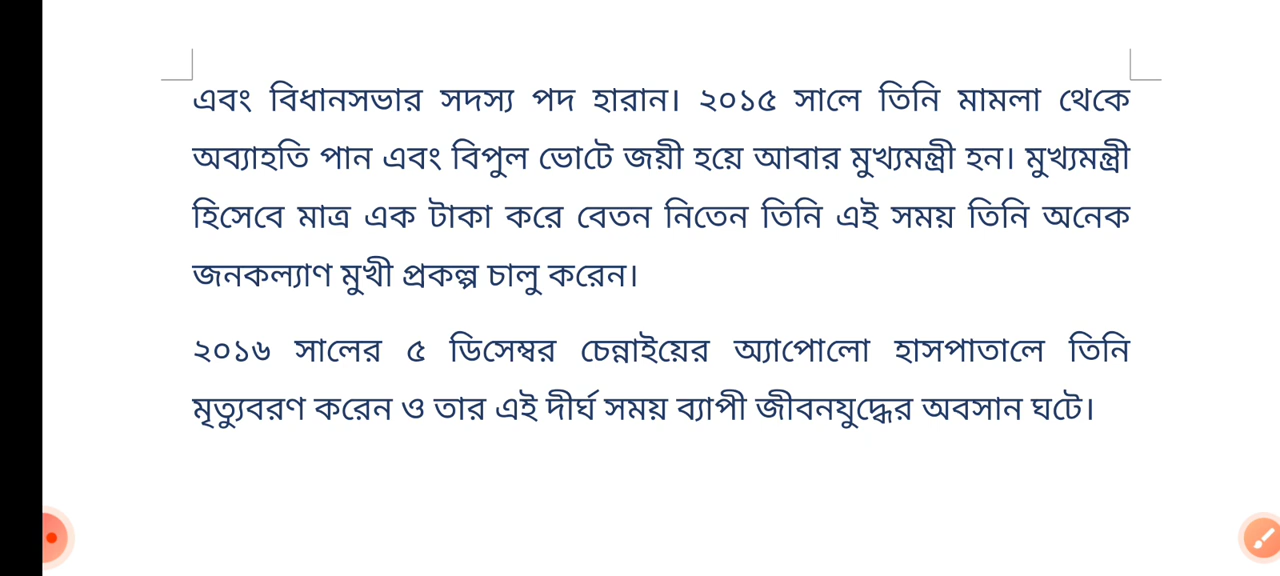 এবং বিধানসভার সদস্য পদ হারান। ২০১৫ সালে তিনি মামলা থেকে
অব্যাহতি পান এবং বিপুল ভোটে জয়ী হয়ে আবার মুখ্যমন্ত্রী হন। মুখ্যমন্ত্রী
হিসেবে মাত্র এক টাকা করে বেতন নিতেন তিনি এই সময় তিনি অনেক
জনকল্যাণ মুখী প্রকল্প চালু করেন।
২০১৬ সালের ৫ ডিসেম্বর চেন্নাইয়ের অ্যাপোলো হাসপাতালে তিনি
মৃত্যুবরণ করেন ও তার এই দীর্ঘ সময় ব্যাপী জীবনযুদ্ধের অবসান ঘটে।